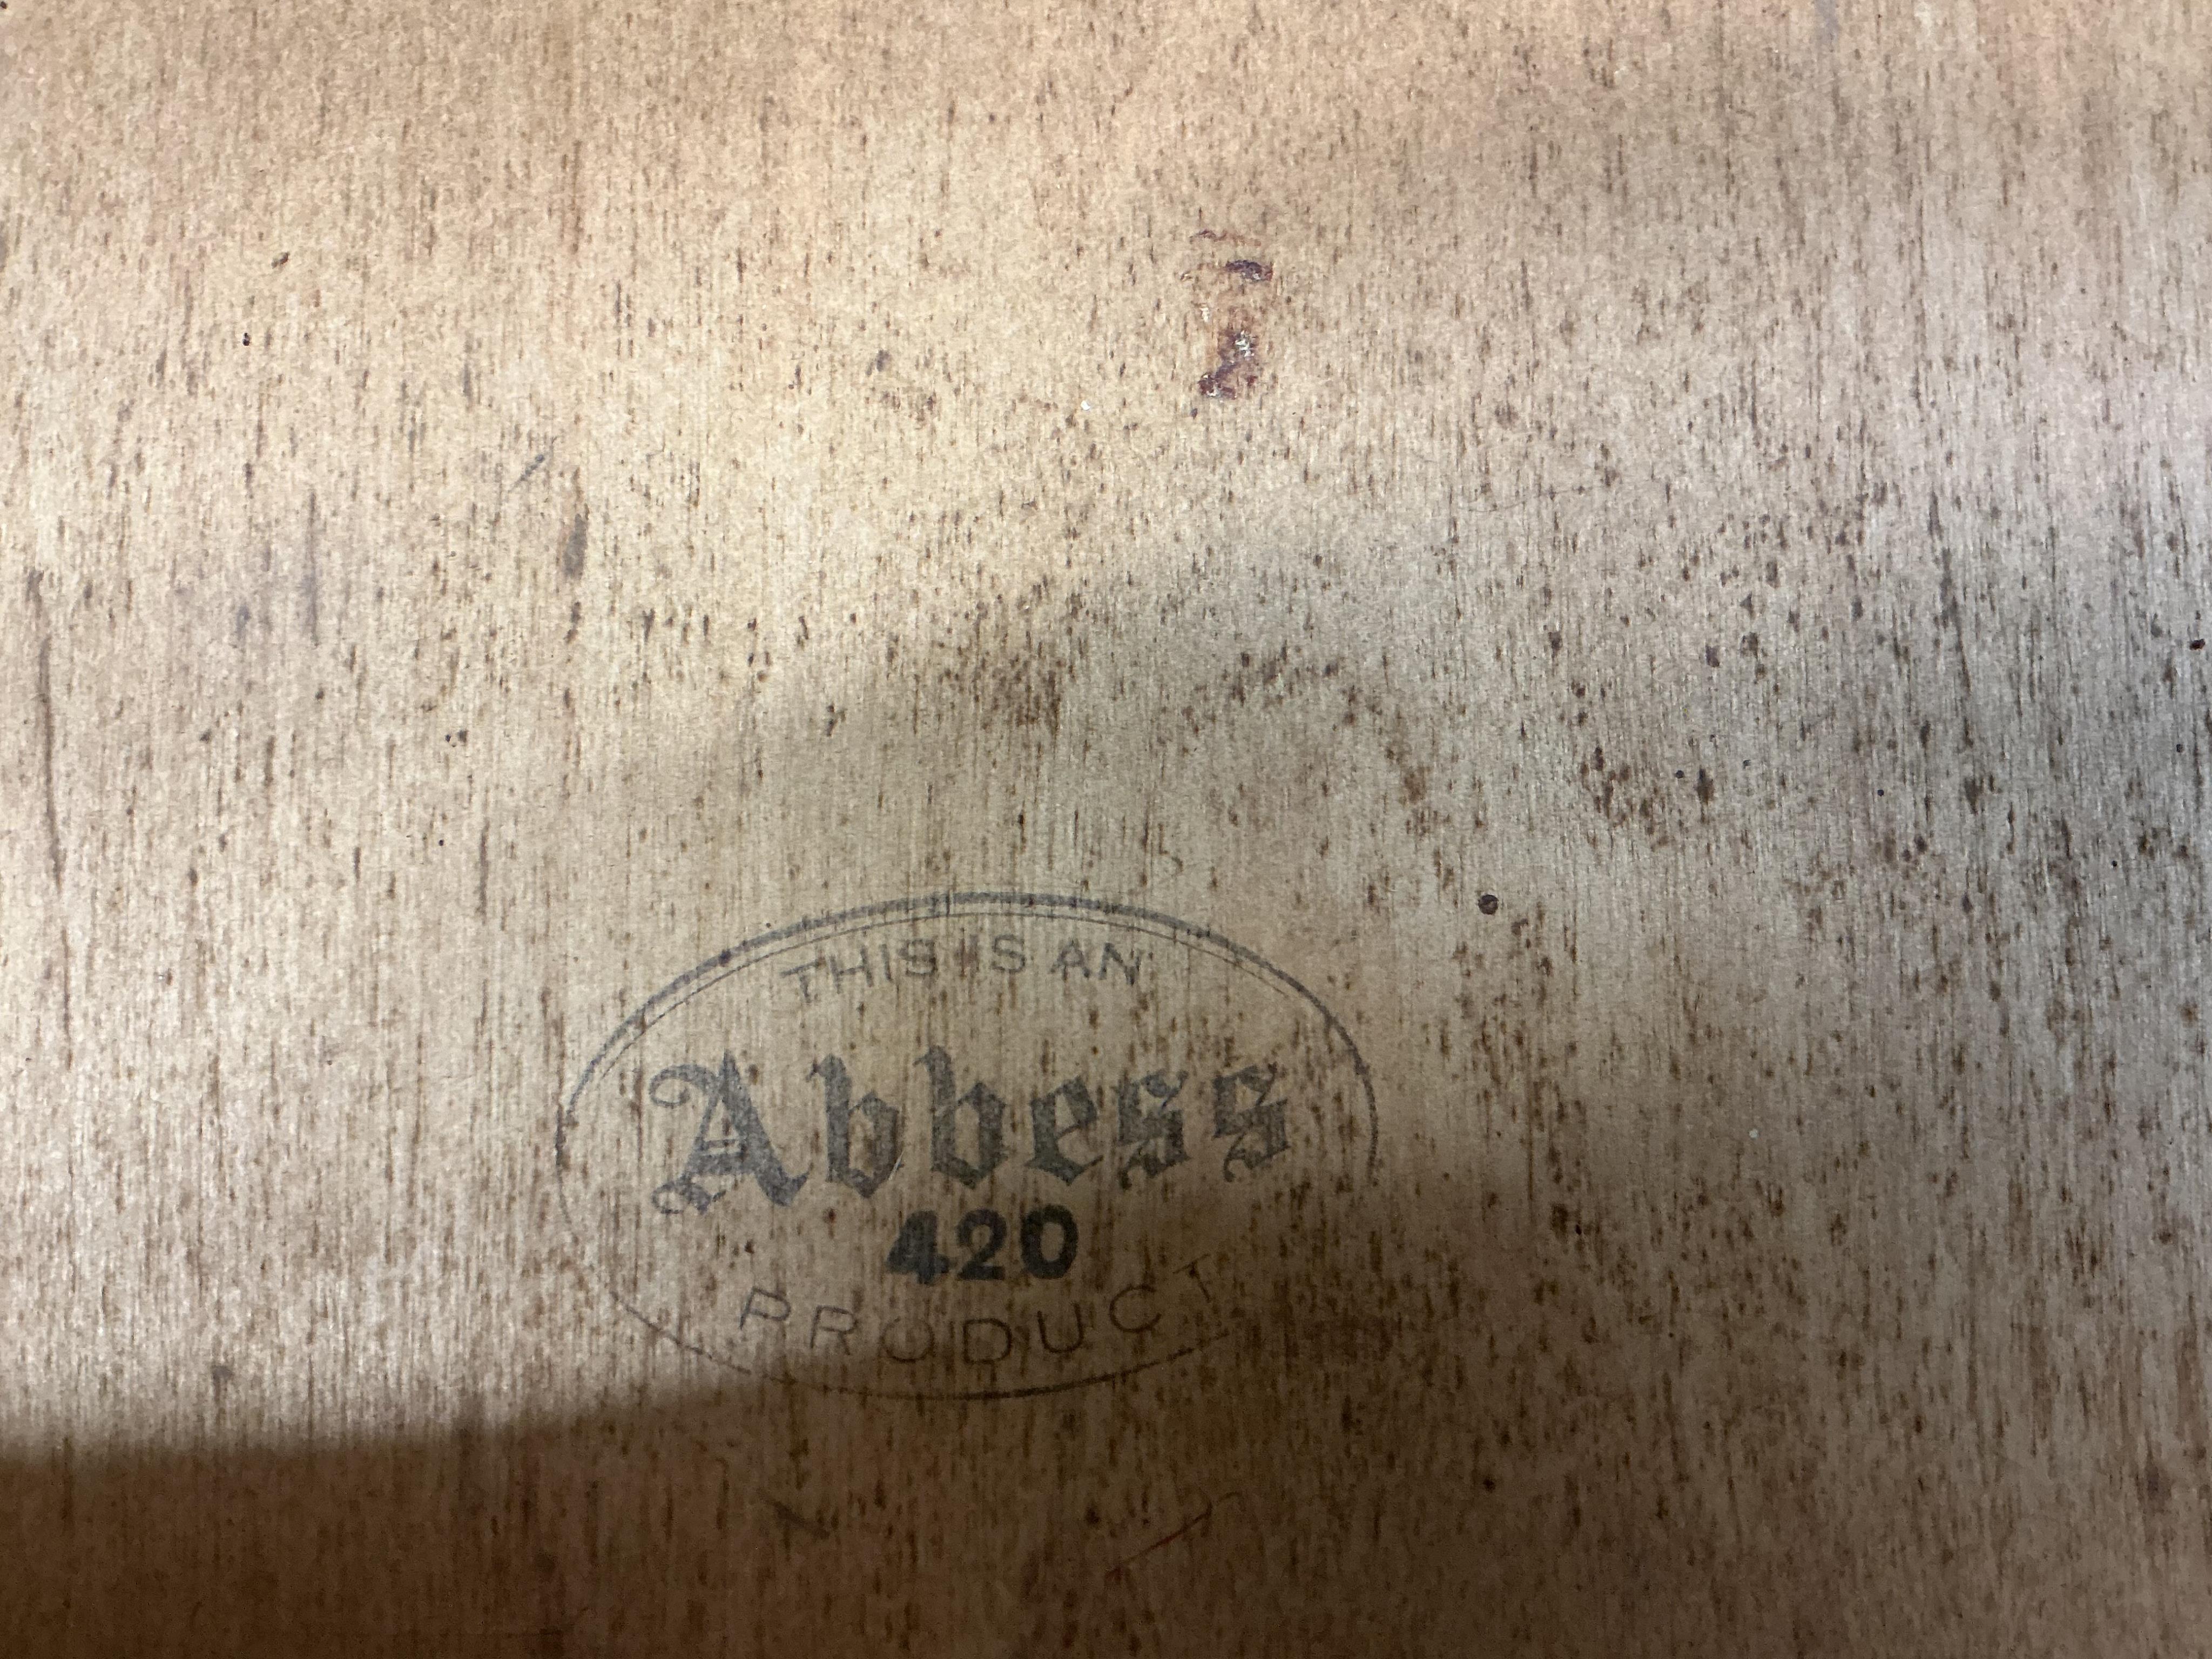 THIS IS AN
Abbess
420
PRODUCT